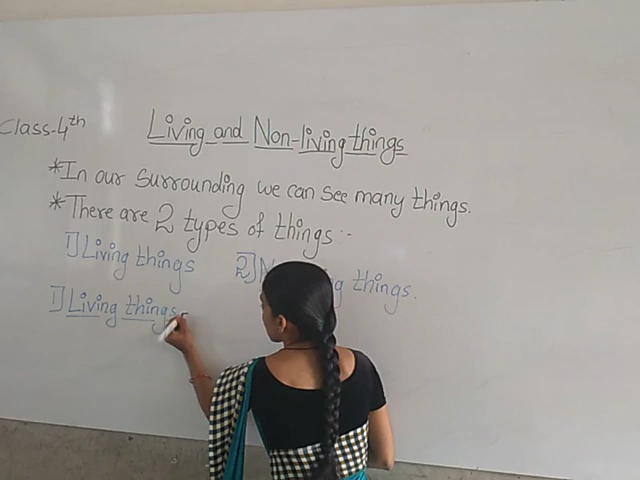 Class-4th
Living and Non-living things
*In our surrounding we can see many things.
*There are 2 types of things:-
1]Living things 2] things.
1]Living things